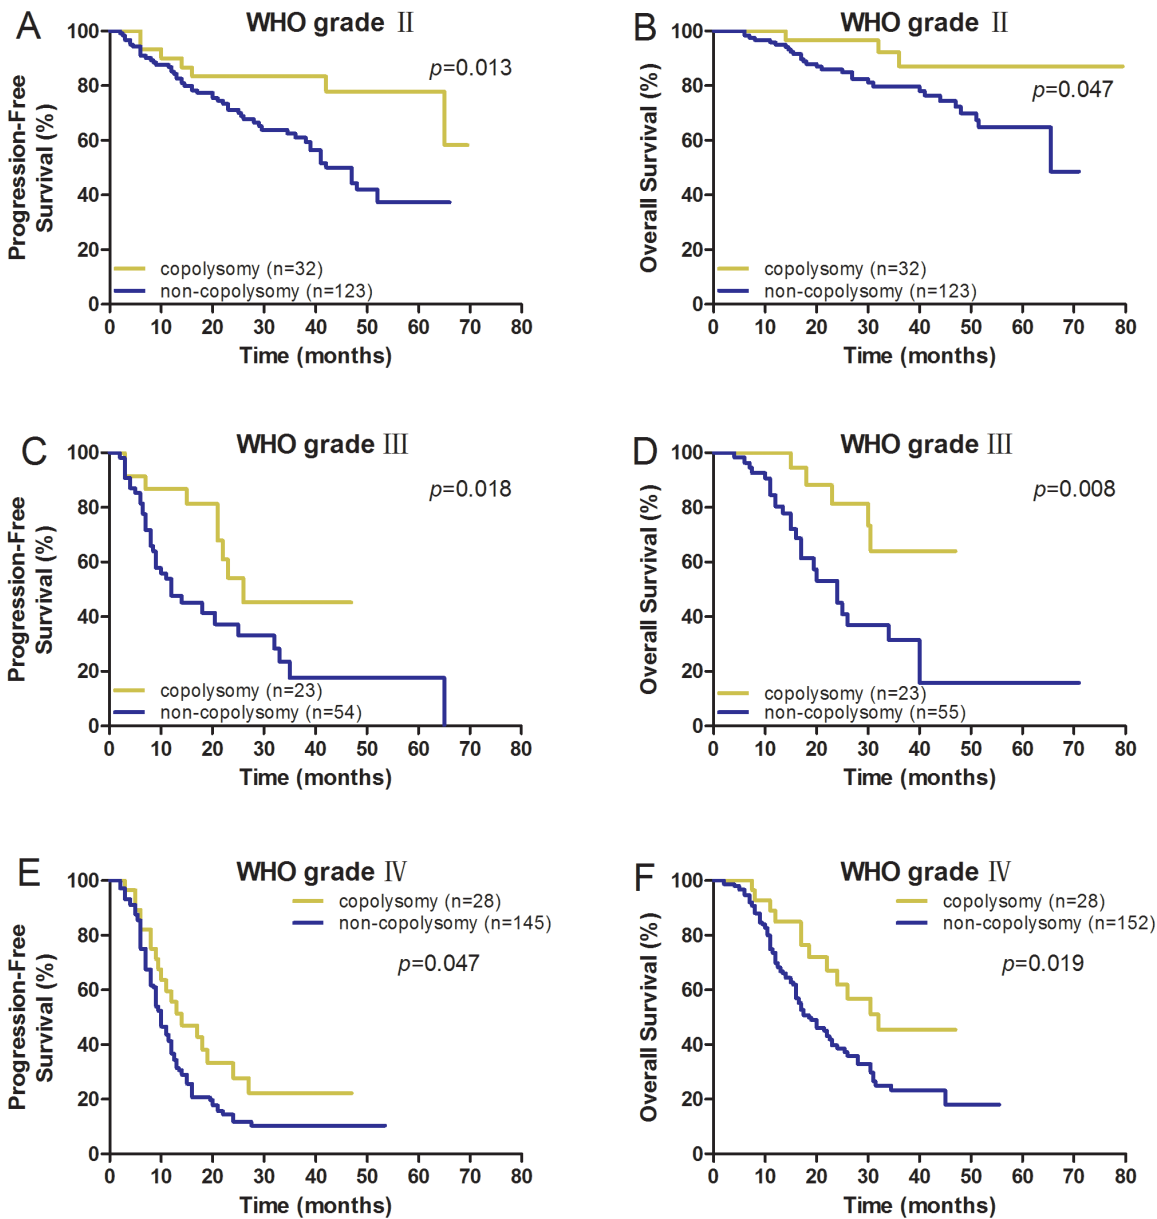 A
WHO grade II
Progression-Free
Survival (%)
100
80
60
40
20
0
p=0.013
copolysomy (n=32)
non-copolysomy (n=123)
0 10 20 30 40 50 60 70 80
Time (months)
B
WHO grade II
Overall Survival (%)
100
80
60
40
20
0
p=0.047
copolysomy (n=32)
non-copolysomy (n=123)
0 10 20 30 40 50 60 70 80
Time (months)
C
WHO grade III
Progression-Free
Survival (%)
100
80
60
40
20
0
p=0.018
copolysomy (n=23)
non-copolysomy (n=54)
0 10 20 30 40 50 60 70 80
Time (months)
D
WHO grade III
Overall Survival (%)
100
80
60
40
20
0
p=0.008
copolysomy (n=23)
non-copolysomy (n=55)
0 10 20 30 40 50 60 70 80
Time (months)
E
WHO grade IV
Progression-Free
Survival (%)
100
80
60
40
20
0
copolysomy (n=28)
non-copolysomy (n=145)
p=0.047
0 10 20 30 40 50 60 70 80
Time (months)
F
WHO grade IV
Overall Survival (%)
100
80
60
40
20
0
copolysomy (n=28)
non-copolysomy (n=152)
p=0.019
0 10 20 30 40 50 60 70 80
Time (months)